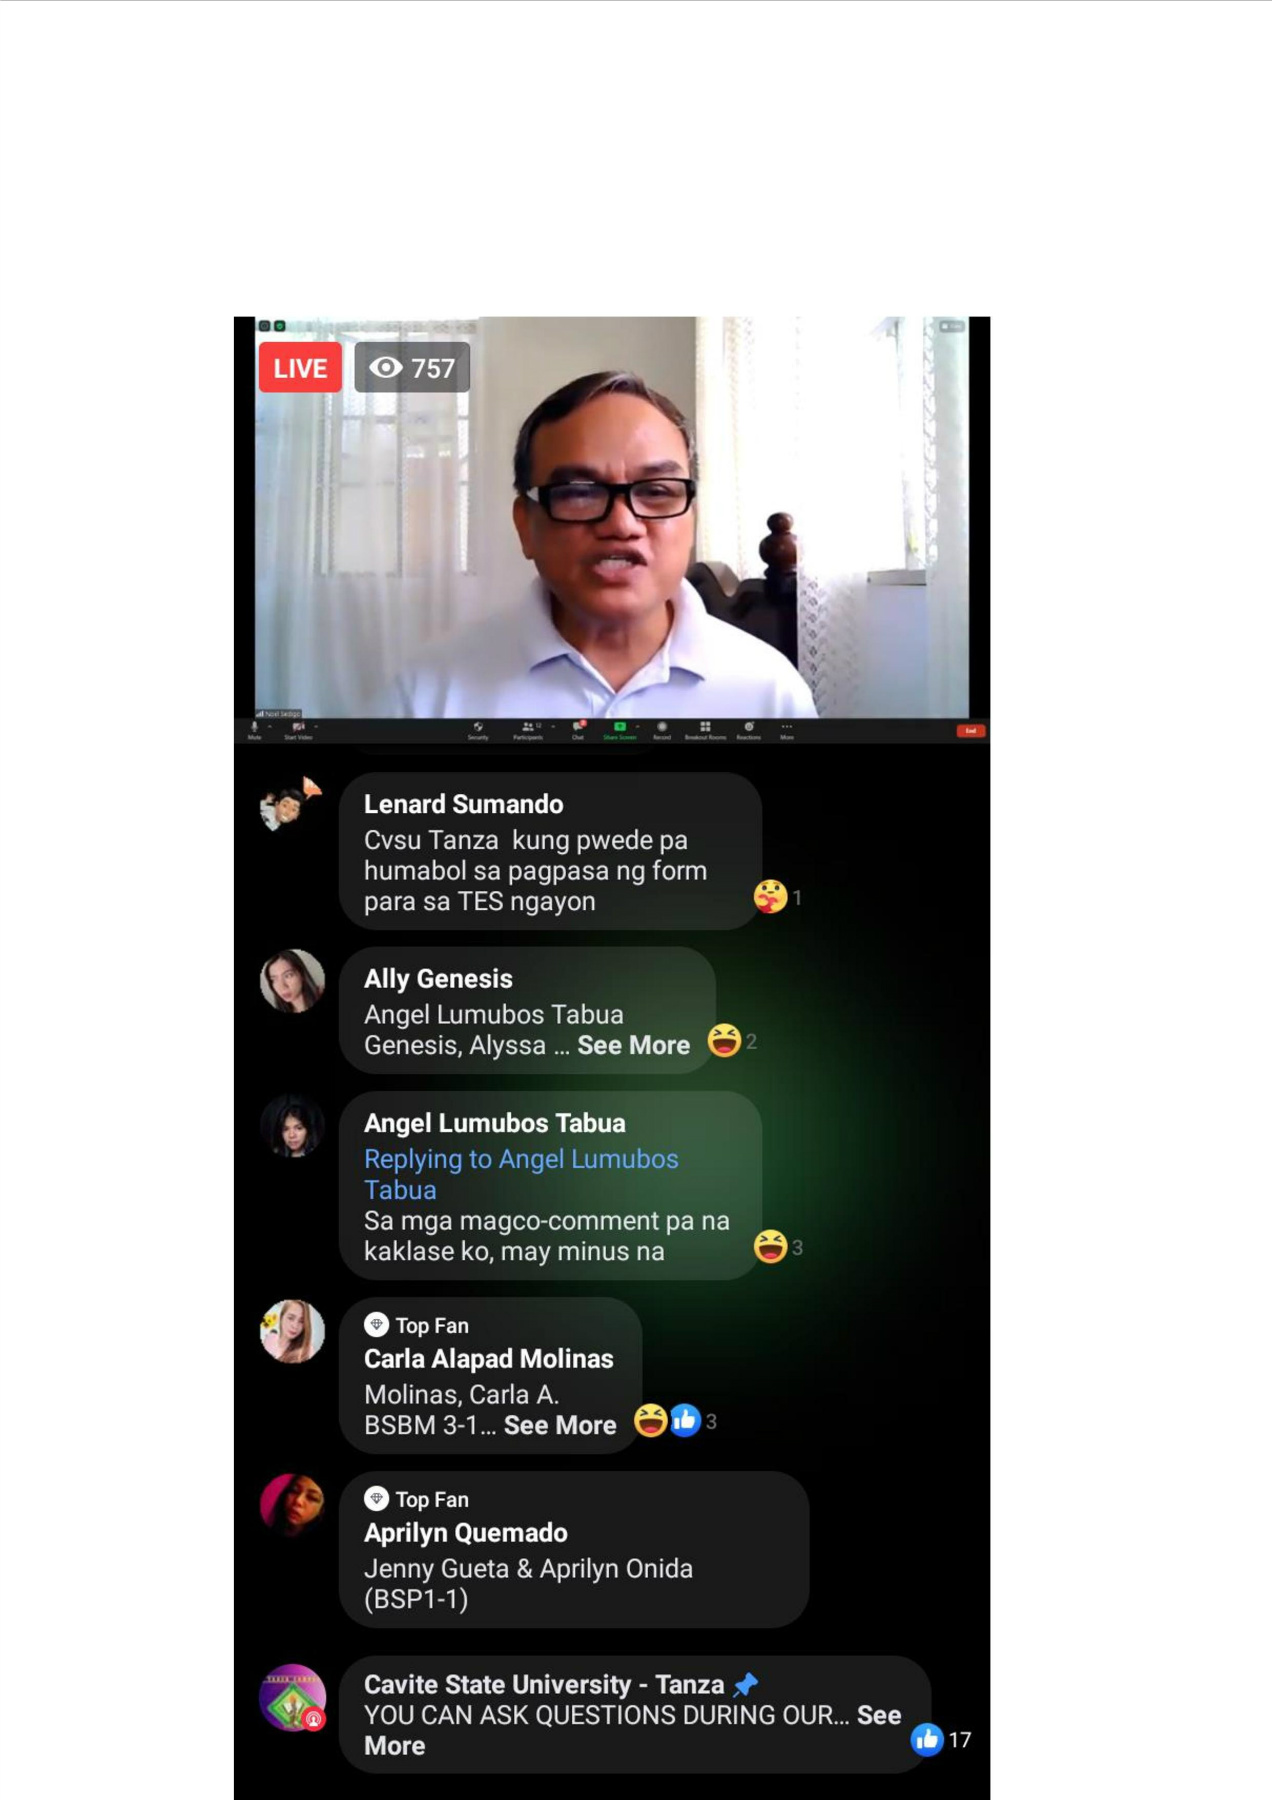 LIVE
757
Noel Sedigo
Mute
Start Video
Security
Participants
12
Chat
Share Screen
Record
Breakout Rooms
Reactions
More
End
Lenard Sumando
Cvsu Tanza kung pwede pa
humabol sa pagpasa ng form
para sa TES ngayon
1
Ally Genesis
Angel Lumubos Tabua
Genesis, Alyssa ... See More
2
Angel Lumubos Tabua
Replying to Angel Lumubos
Tabua
Sa mga magco-comment pa na
kaklase ko, may minus na
3
Top Fan
Carla Alapad Molinas
Molinas, Carla A.
BSBM 3-1... See More
3
Top Fan
Aprilyn Quemado
Jenny Gueta & Aprilyn Onida
(BSP1-1)
Cavite State University - Tanza
YOU CAN ASK QUESTIONS DURING OUR... See
More
17